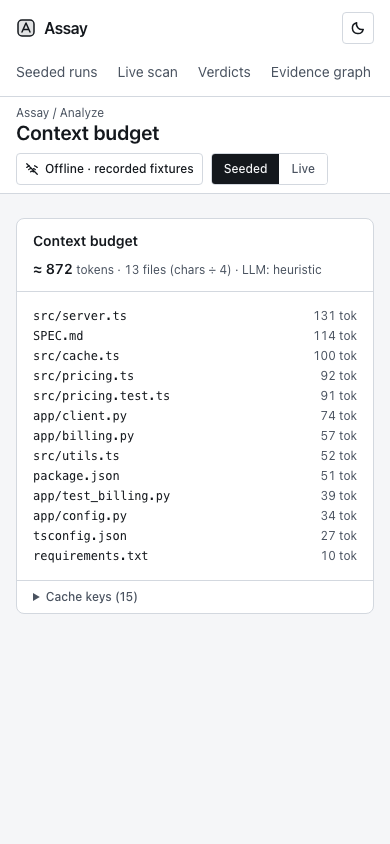 Assay
Seeded runs Live scan Verdicts Evidence graph
Assay / Analyze
Context budget
Offline · recorded fixtures Seeded Live
Context budget
≈ 872 tokens · 13 files (chars ÷ 4) · LLM: heuristic
src/server.ts 131 tok
SPEC.md 114 tok
src/cache.ts 100 tok
src/pricing.ts 92 tok
src/pricing.test.ts 91 tok
app/client.py 74 tok
app/billing.py 57 tok
src/utils.ts 52 tok
package.json 51 tok
app/test_billing.py 39 tok
app/config.py 34 tok
tsconfig.json 27 tok
requirements.txt 10 tok
Cache keys (15)